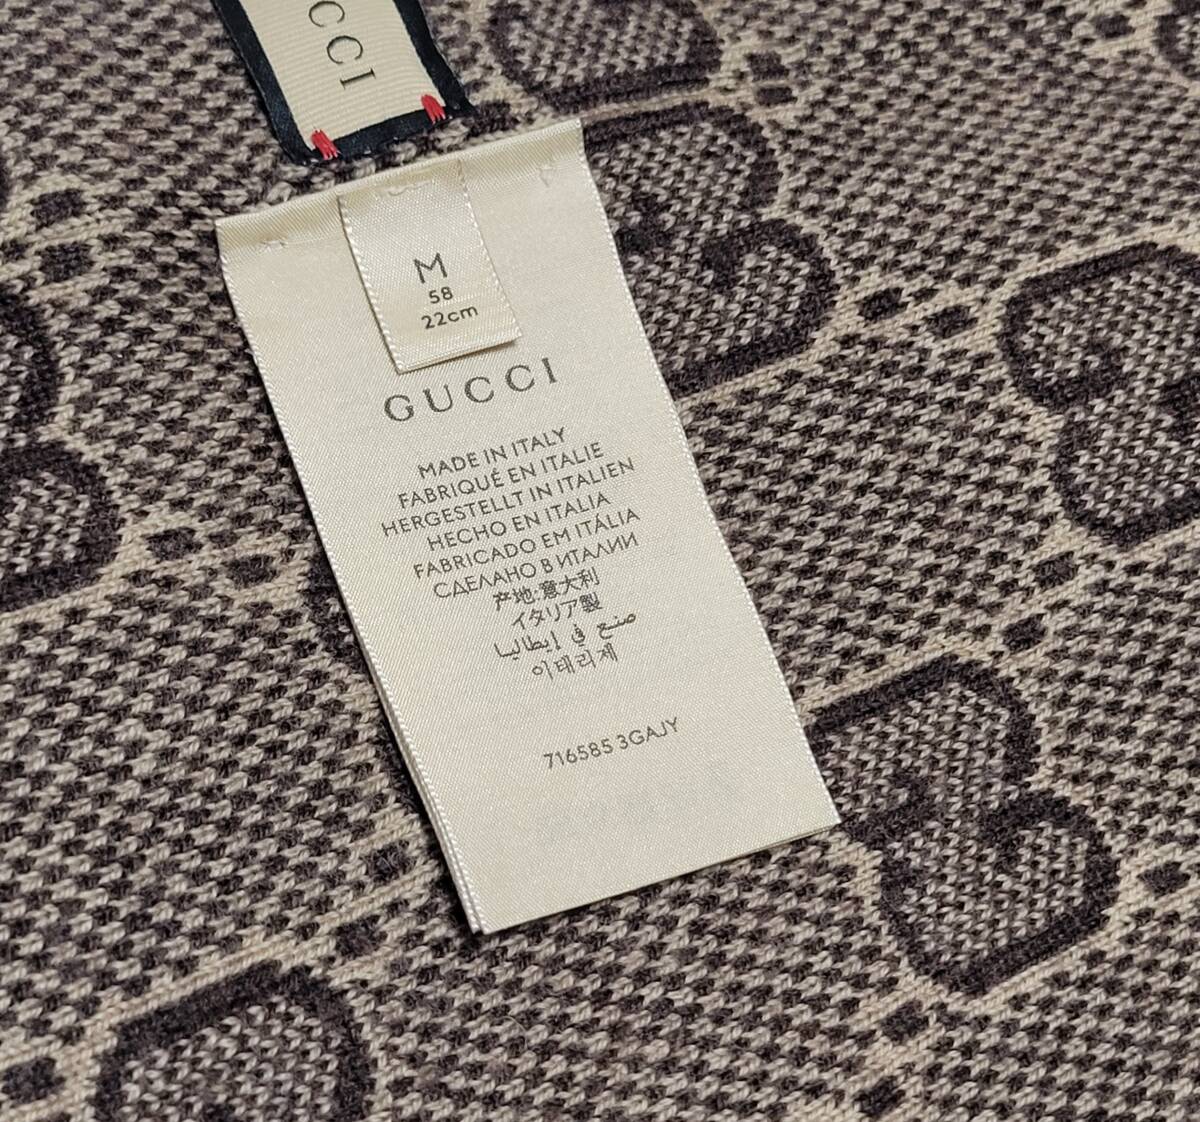 CCI
M
58
22cm
GUCCI
MADE IN ITALY
FABRIQUÉ EN ITALIE
HERGESTELLT IN ITALIEN
HECHO EN ITALIA
FABRICADO EM ITÁLIA
СДЕЛАНО В ИТАЛИИ
产地:意大利
イタリア製
صنع في إيطاليا
이태리제
716585 3GAJY